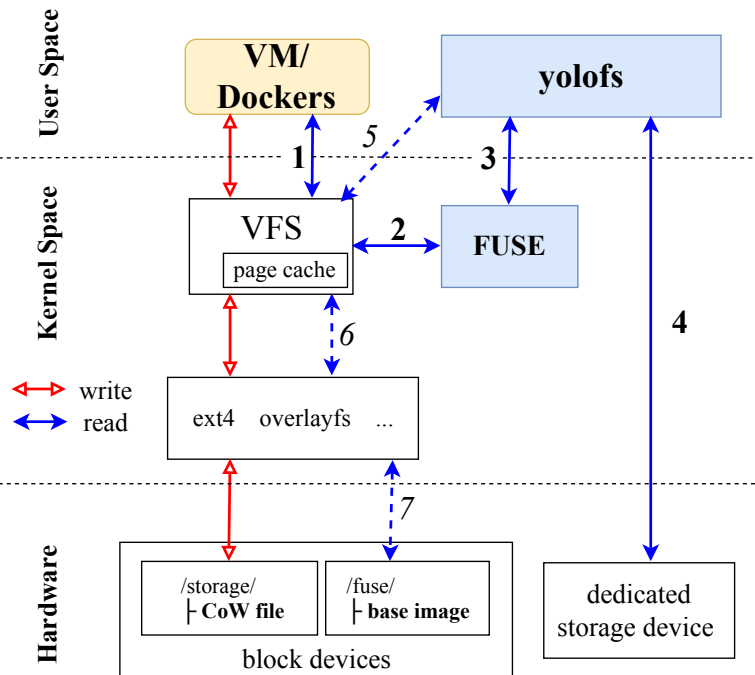 User Space
VM/
Dockers
yolofs
1
5
3
Kernel Space
VFS
page cache
2
FUSE
6
4
write
read
ext4 overlayfs ...
7
Hardware
/storage/
├ CoW file
/fuse/
├ base image
block devices
dedicated
storage device